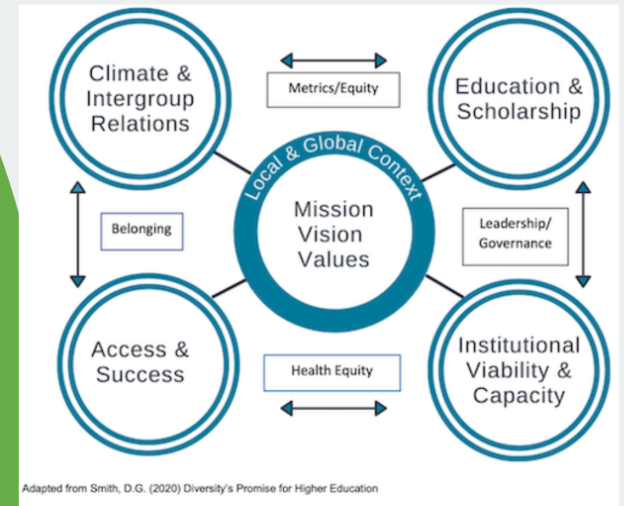 Climate &
Intergroup
Relations
Metrics/Equity
Education &
Scholarship
Local & Global Context
Mission
Vision
Values
Belonging
Leadership/
Governance
Access &
Success
Health Equity
Institutional
Viability &
Capacity
Adapted from Smith, D.G. (2020) Diversity's Promise for Higher Education